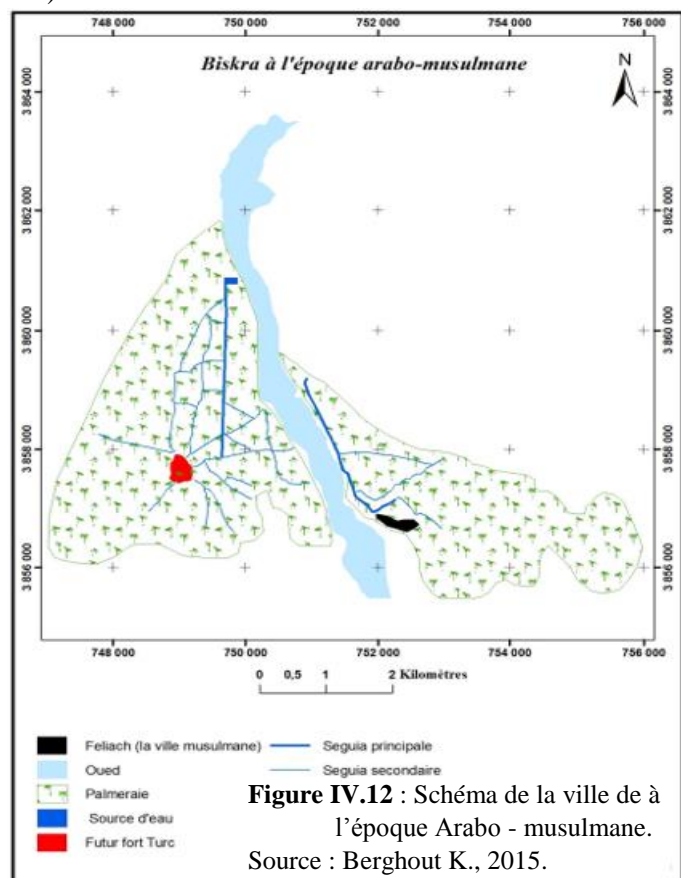 748 000 750 000 752 000 754 000 756 000
Biskra à l'époque arabo-musulmane
N
3 864 000 3 864 000
3 862 000 3 862 000
3 860 000 3 860 000
3 858 000 3 858 000
3 856 000 3 856 000
748 000 750 000 752 000 754 000 756 000
0 0,5 1 2 Kilomètres
Feliach (la ville musulmane) Seguia principale
Oued Seguia secondaire
Palmeraie
Source d'eau
Futur fort Turc
Figure IV.12 : Schéma de la ville de à
l'époque Arabo - musulmane.
Source : Berghout K., 2015.